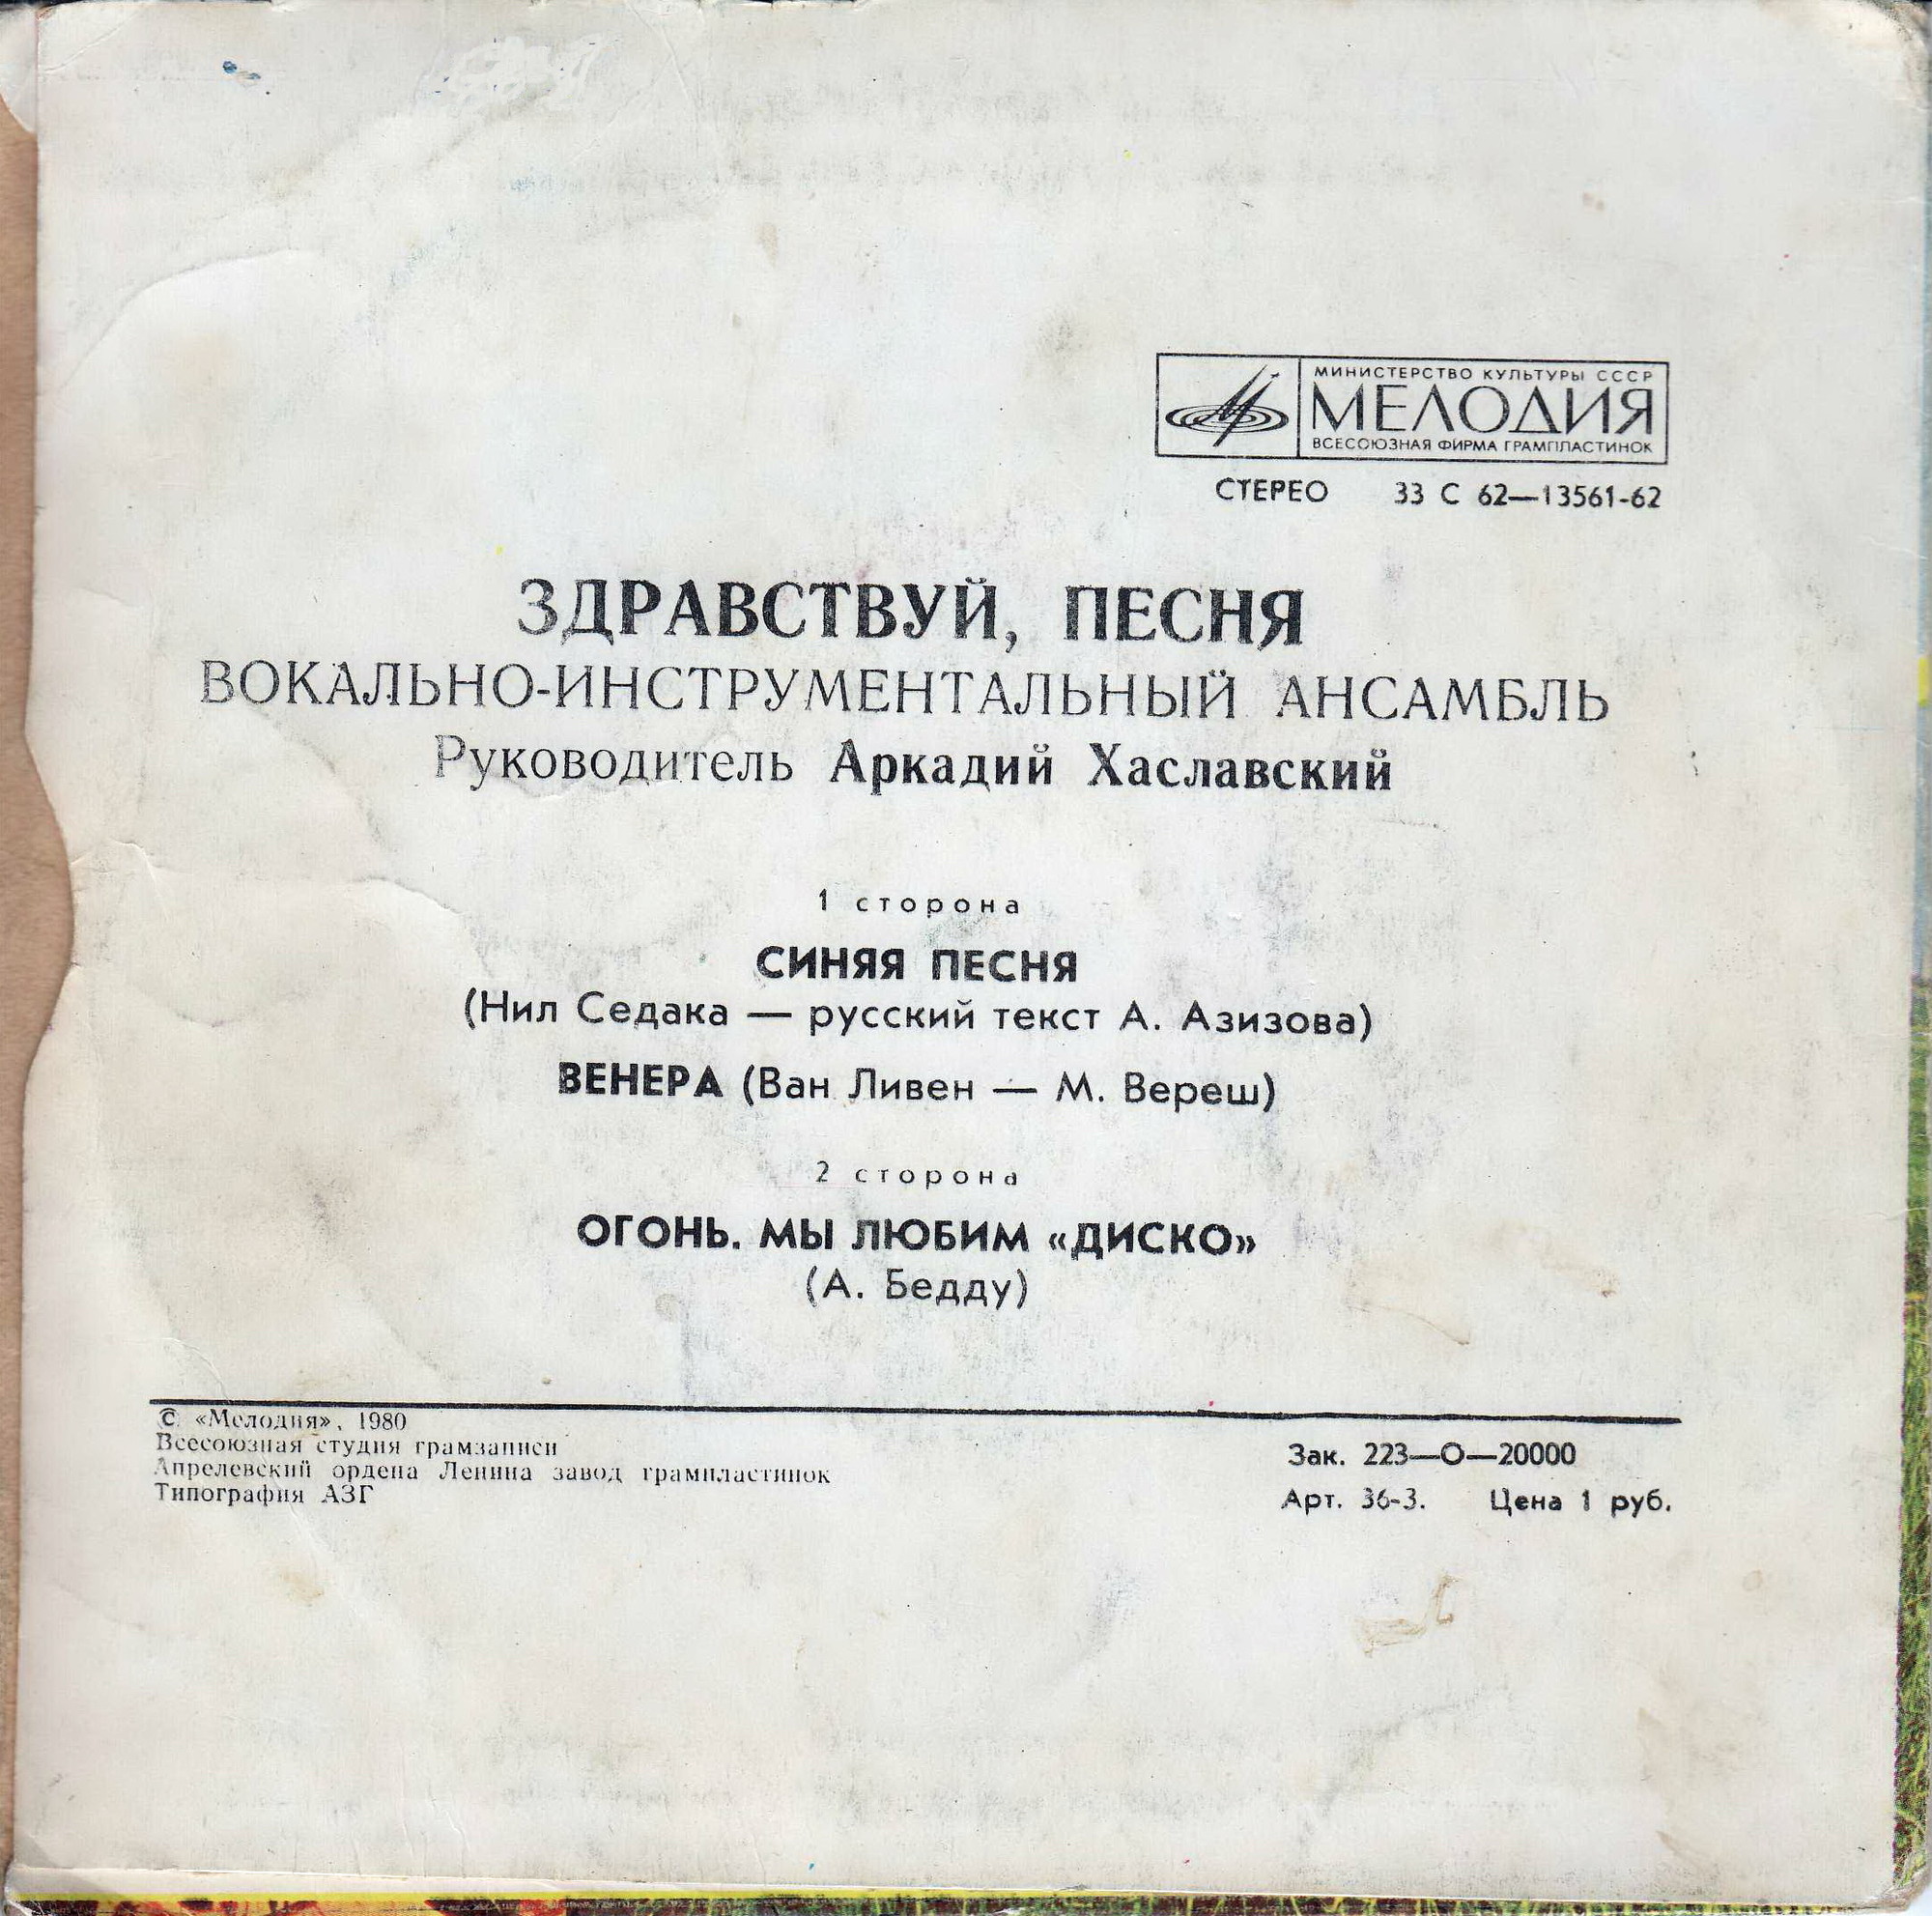 МИНИСТЕРСТВО КУЛЬТУРЫ СССР
МЕЛОДИЯ
ВСЕСОЮЗНАЯ ФИРМА ГРАМПЛАСТИНОК
СТЕРЕО 33 С 62—13561-62
ЗДРАВСТВУЙ, ПЕСНЯ
ВОКАЛЬНО-ИНСТРУМЕНТАЛЬНЫЙ АНСАМБЛЬ
Руководитель Аркадий Хаславский
1 сторона
СИНЯЯ ПЕСНЯ
(Нил Седака — русский текст А. Азизова)
ВЕНЕРА (Ван Ливен — М. Вереш)
2 сторона
ОГОНЬ. МЫ ЛЮБИМ «ДИСКО»
(А. Бедду)
© «Мелодия», 1980
Всесоюзная студия грамзаписи
Апрелевский ордена Ленина завод грампластинок
Типография АЗГ
Зак. 223—О—20000
Арт. 36-3. Цена 1 руб.